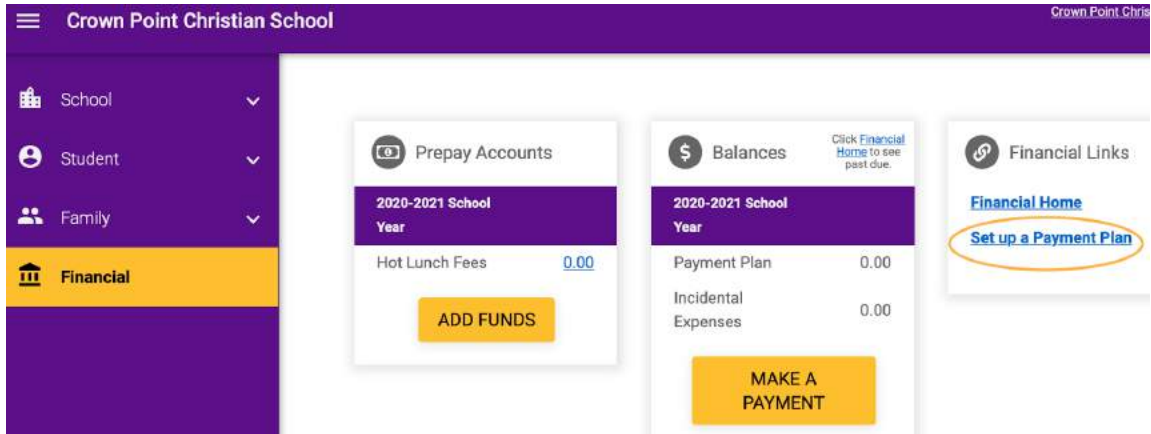 Crown Point Christian School
Crown Point Chris
School
Student
Family
Financial
Prepay Accounts
2020-2021 School
Year
Hot Lunch Fees 0.00
ADD FUNDS
Balances
Click Financial
Home to see
past due.
2020-2021 School
Year
Payment Plan 0.00
Incidental
Expenses 0.00
MAKE A
PAYMENT
Financial Links
Financial Home
Set up a Payment Plan